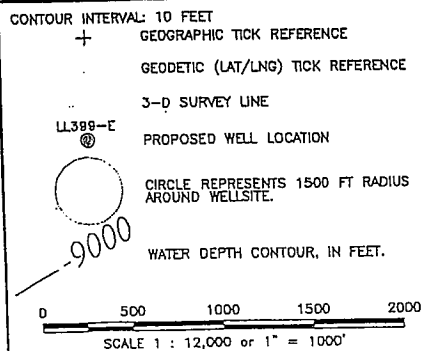 CONTOUR INTERVAL: 10 FEET
GEOGRAPHIC TICK REFERENCE
GEODETIC (LAT/LNG) TICK REFERENCE
3-D SURVEY LINE
LL399-E
PROPOSED WELL LOCATION
CIRCLE REPRESENTS 1500 FT RADIUS
AROUND WELLSITE.
-9000
WATER DEPTH CONTOUR, IN FEET.
0 500 1000 1500 2000
SCALE 1 : 12,000 or 1" = 1000'